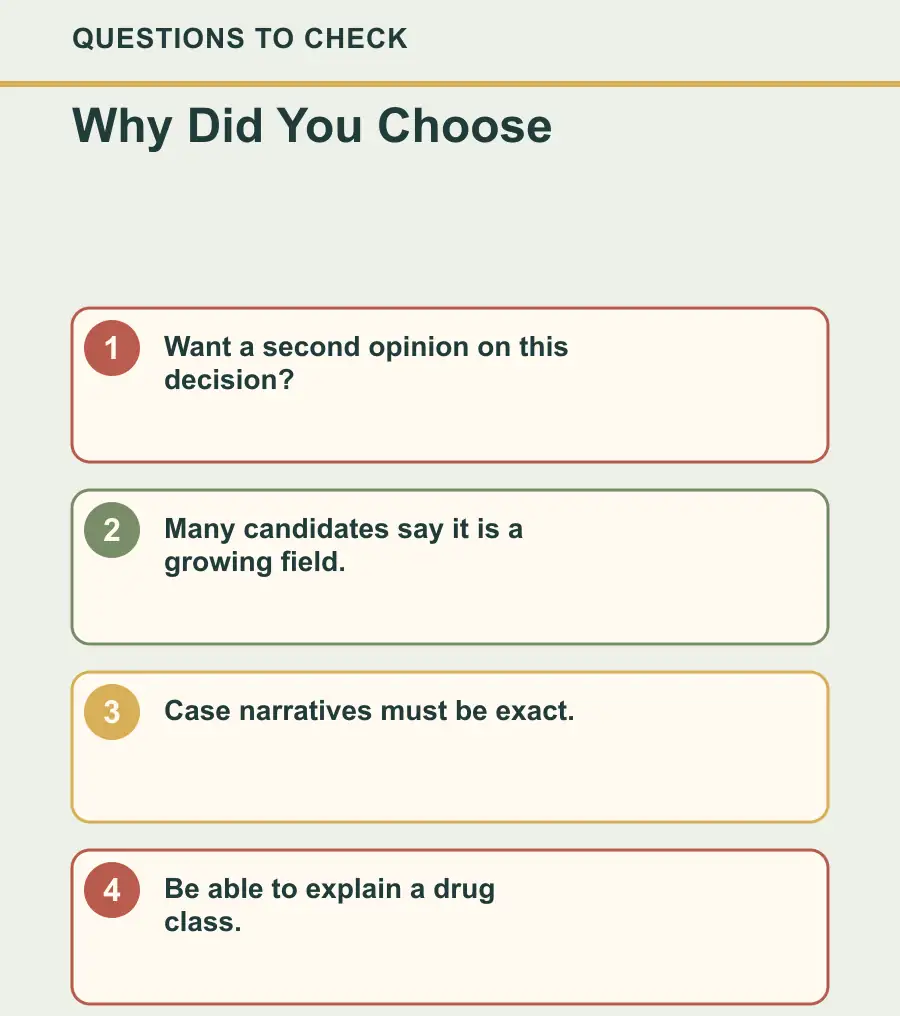 QUESTIONS TO CHECK
Why Did You Choose
1
Want a second opinion on this
decision?
2
Many candidates say it is a
growing field.
3
Case narratives must be exact.
4
Be able to explain a drug
class.